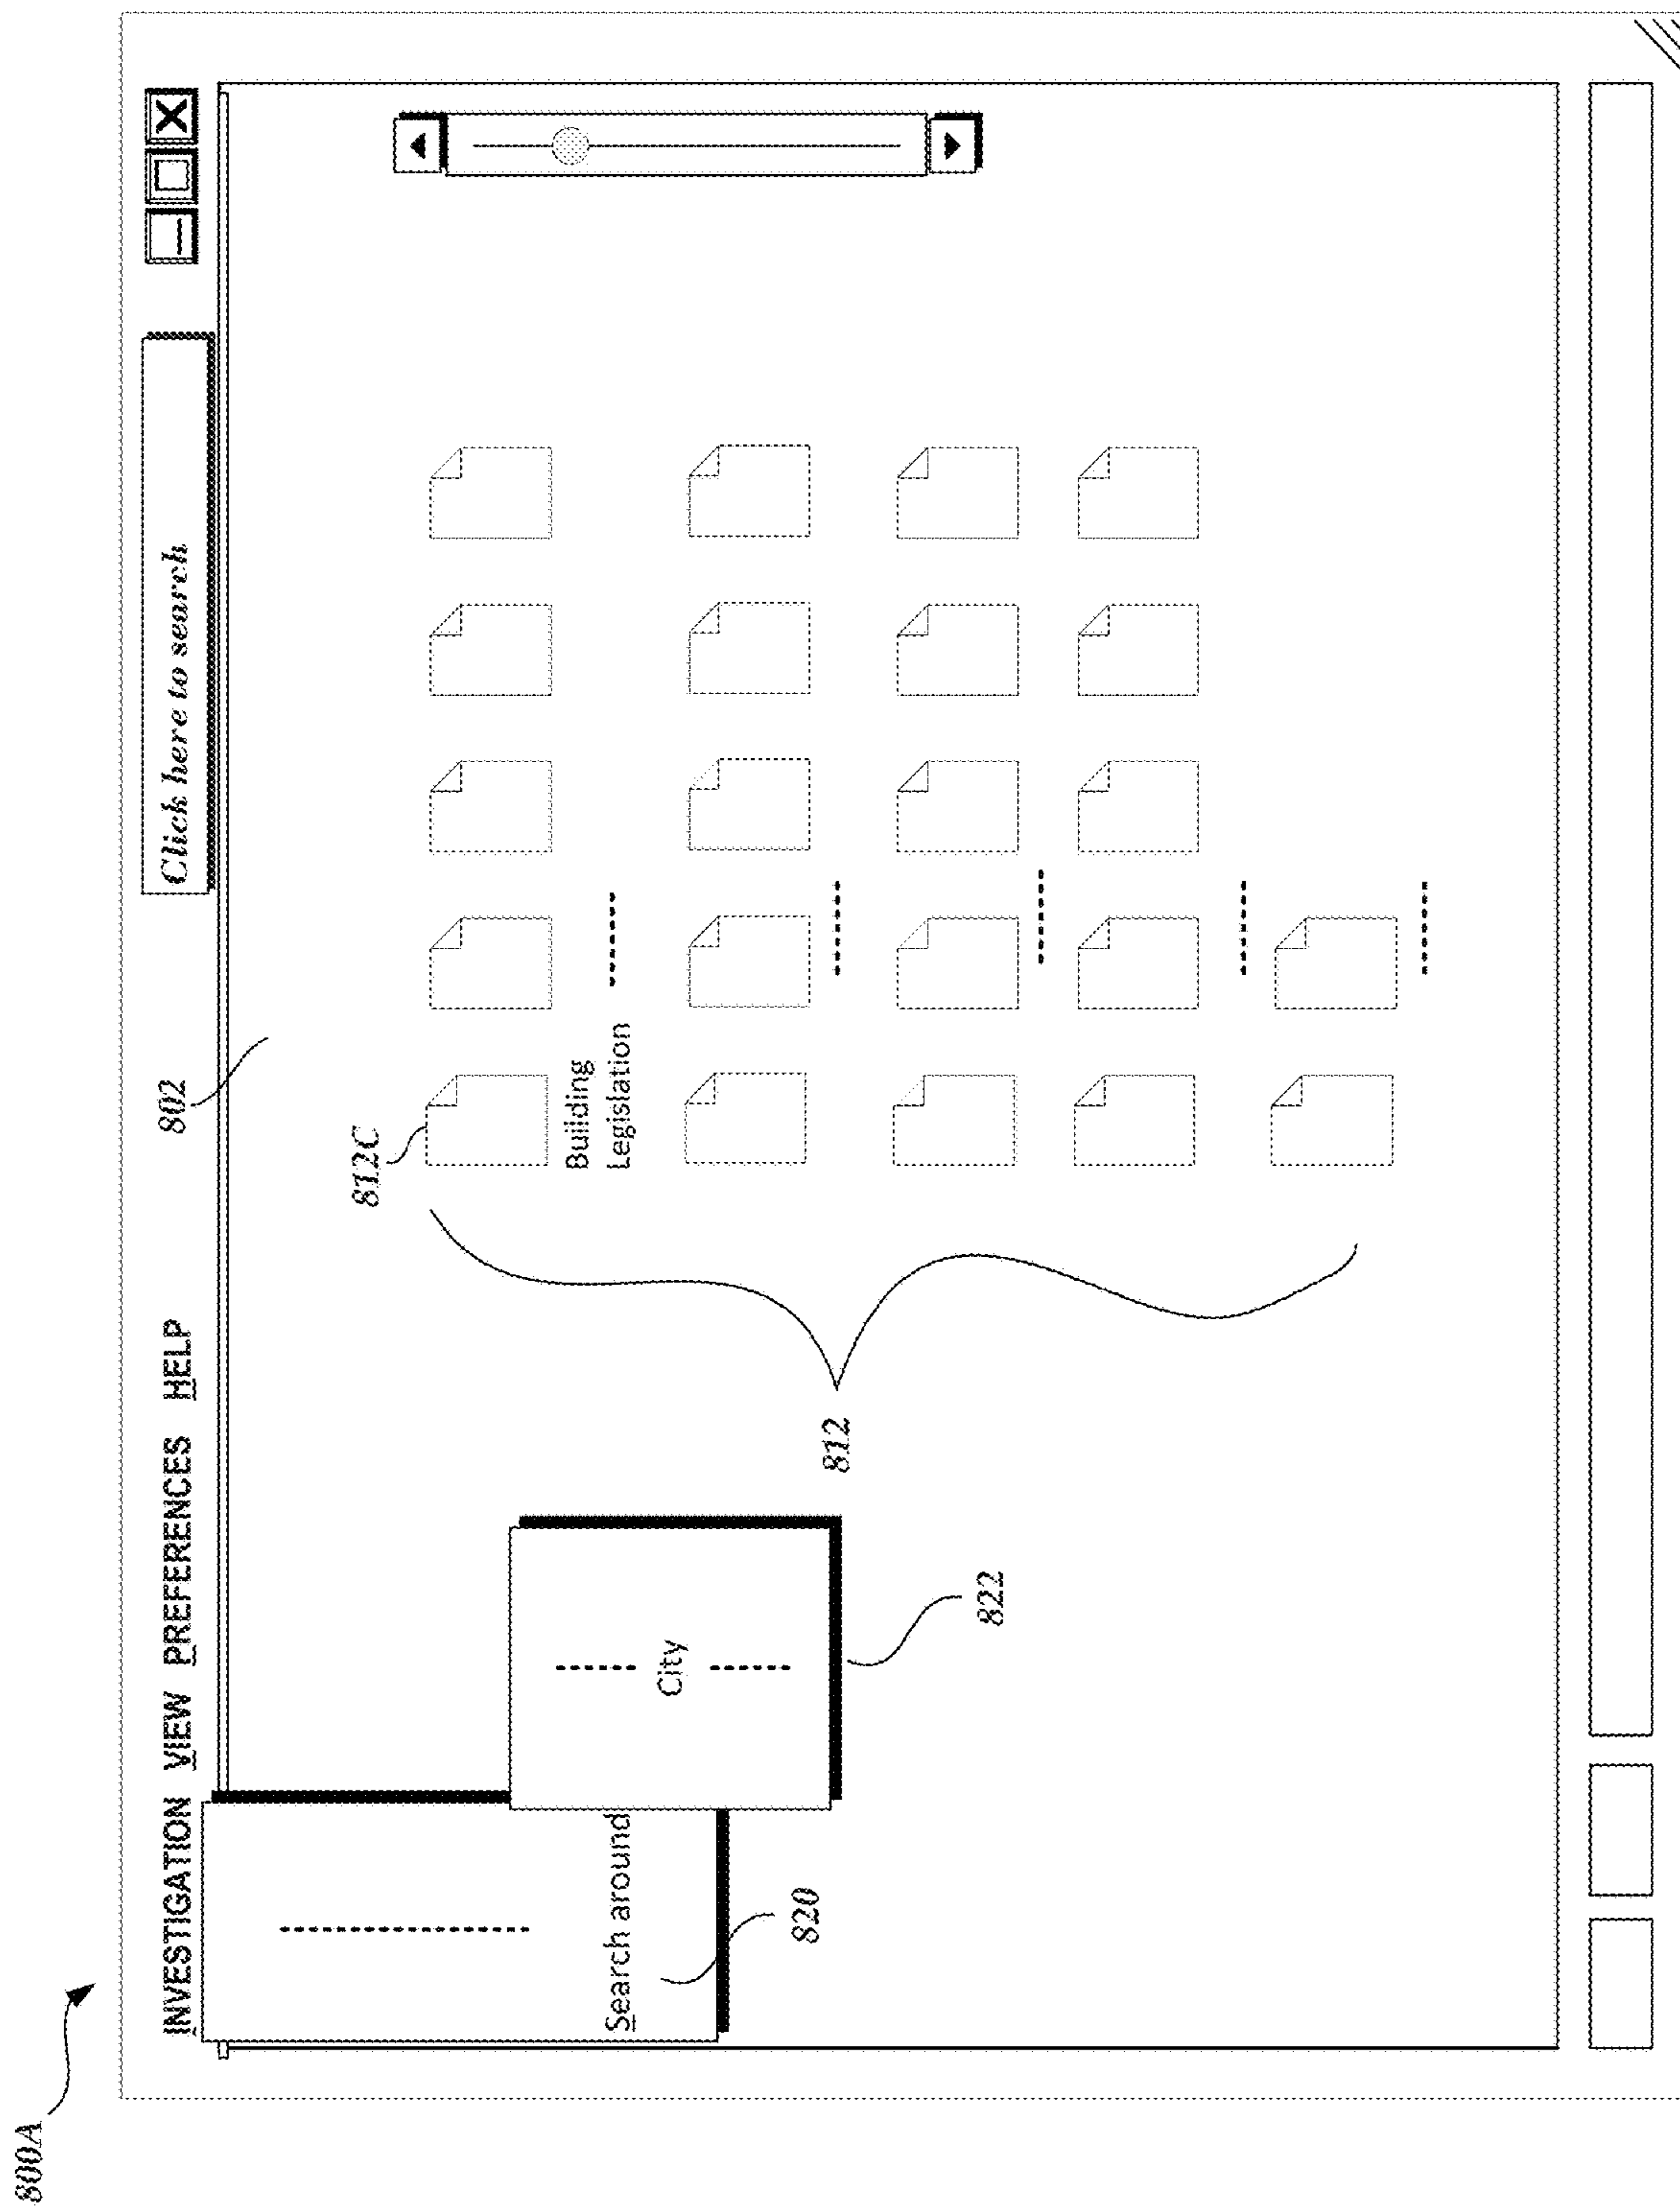 800A
INVESTIGATION VIEW PREFERENCES HELP
Click here to search
802
812C
Building
Legislation
Search around
City
812
820
822